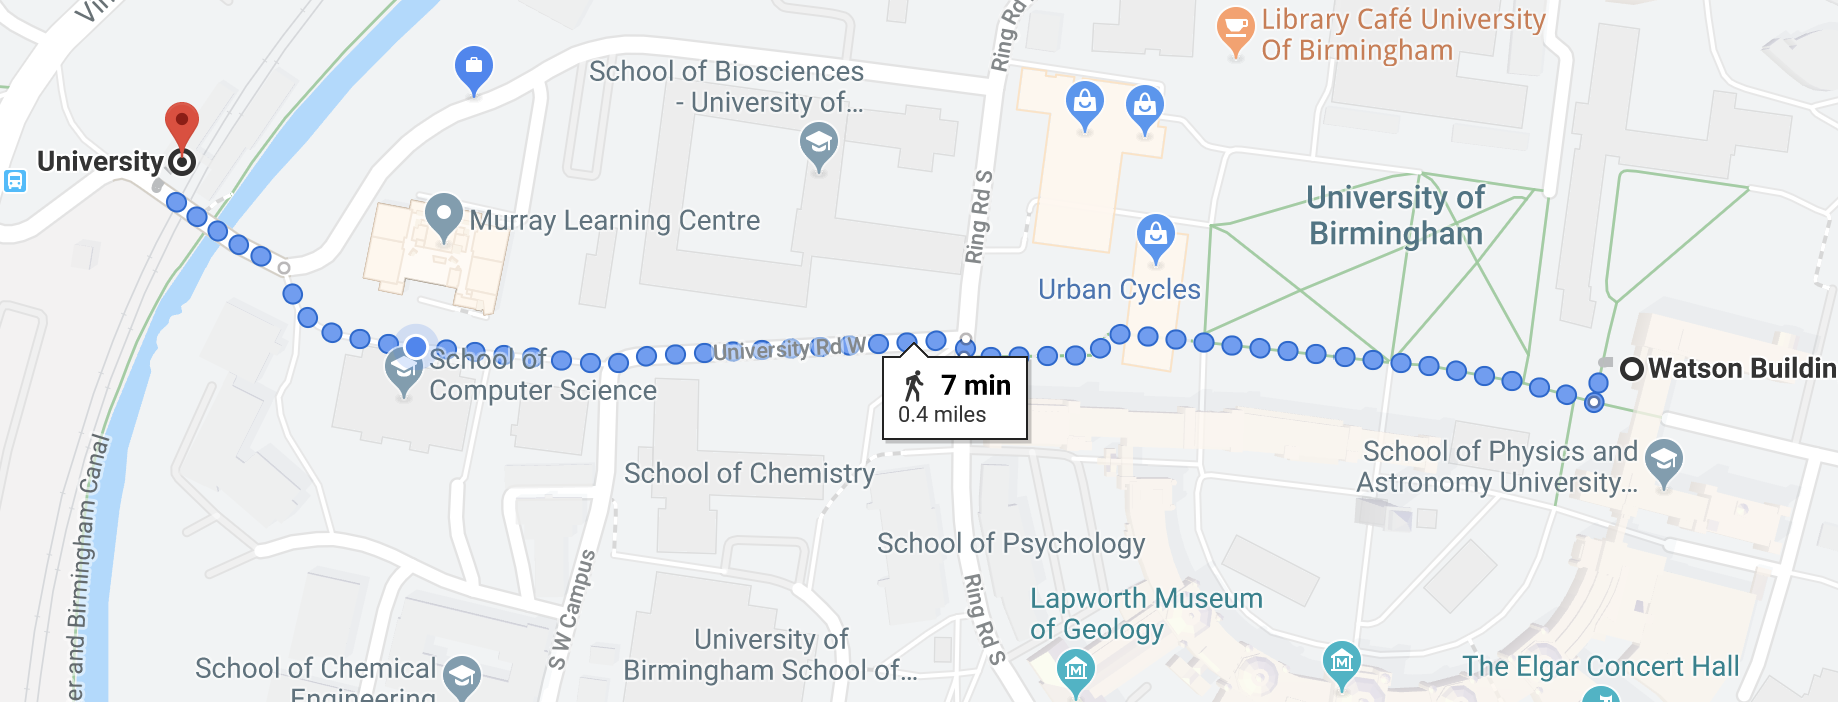 Vin
Ring Rd
Library Café University
Of Birmingham
School of Biosciences
- University of...
University
Murray Learning Centre
Ring Rd S
University of
Birmingham
Urban Cycles
University Rd W
School of
Computer Science
7 min
0.4 miles
Watson Buildin
School of Physics and
Astronomy University...
School of Chemistry
er and Birmingham Canal
School of Psychology
S W Campus
Ring Rd S
Lapworth Museum
of Geology
University of
Birmingham School of...
School of Chemical
Engineering
The Elgar Concert Hall